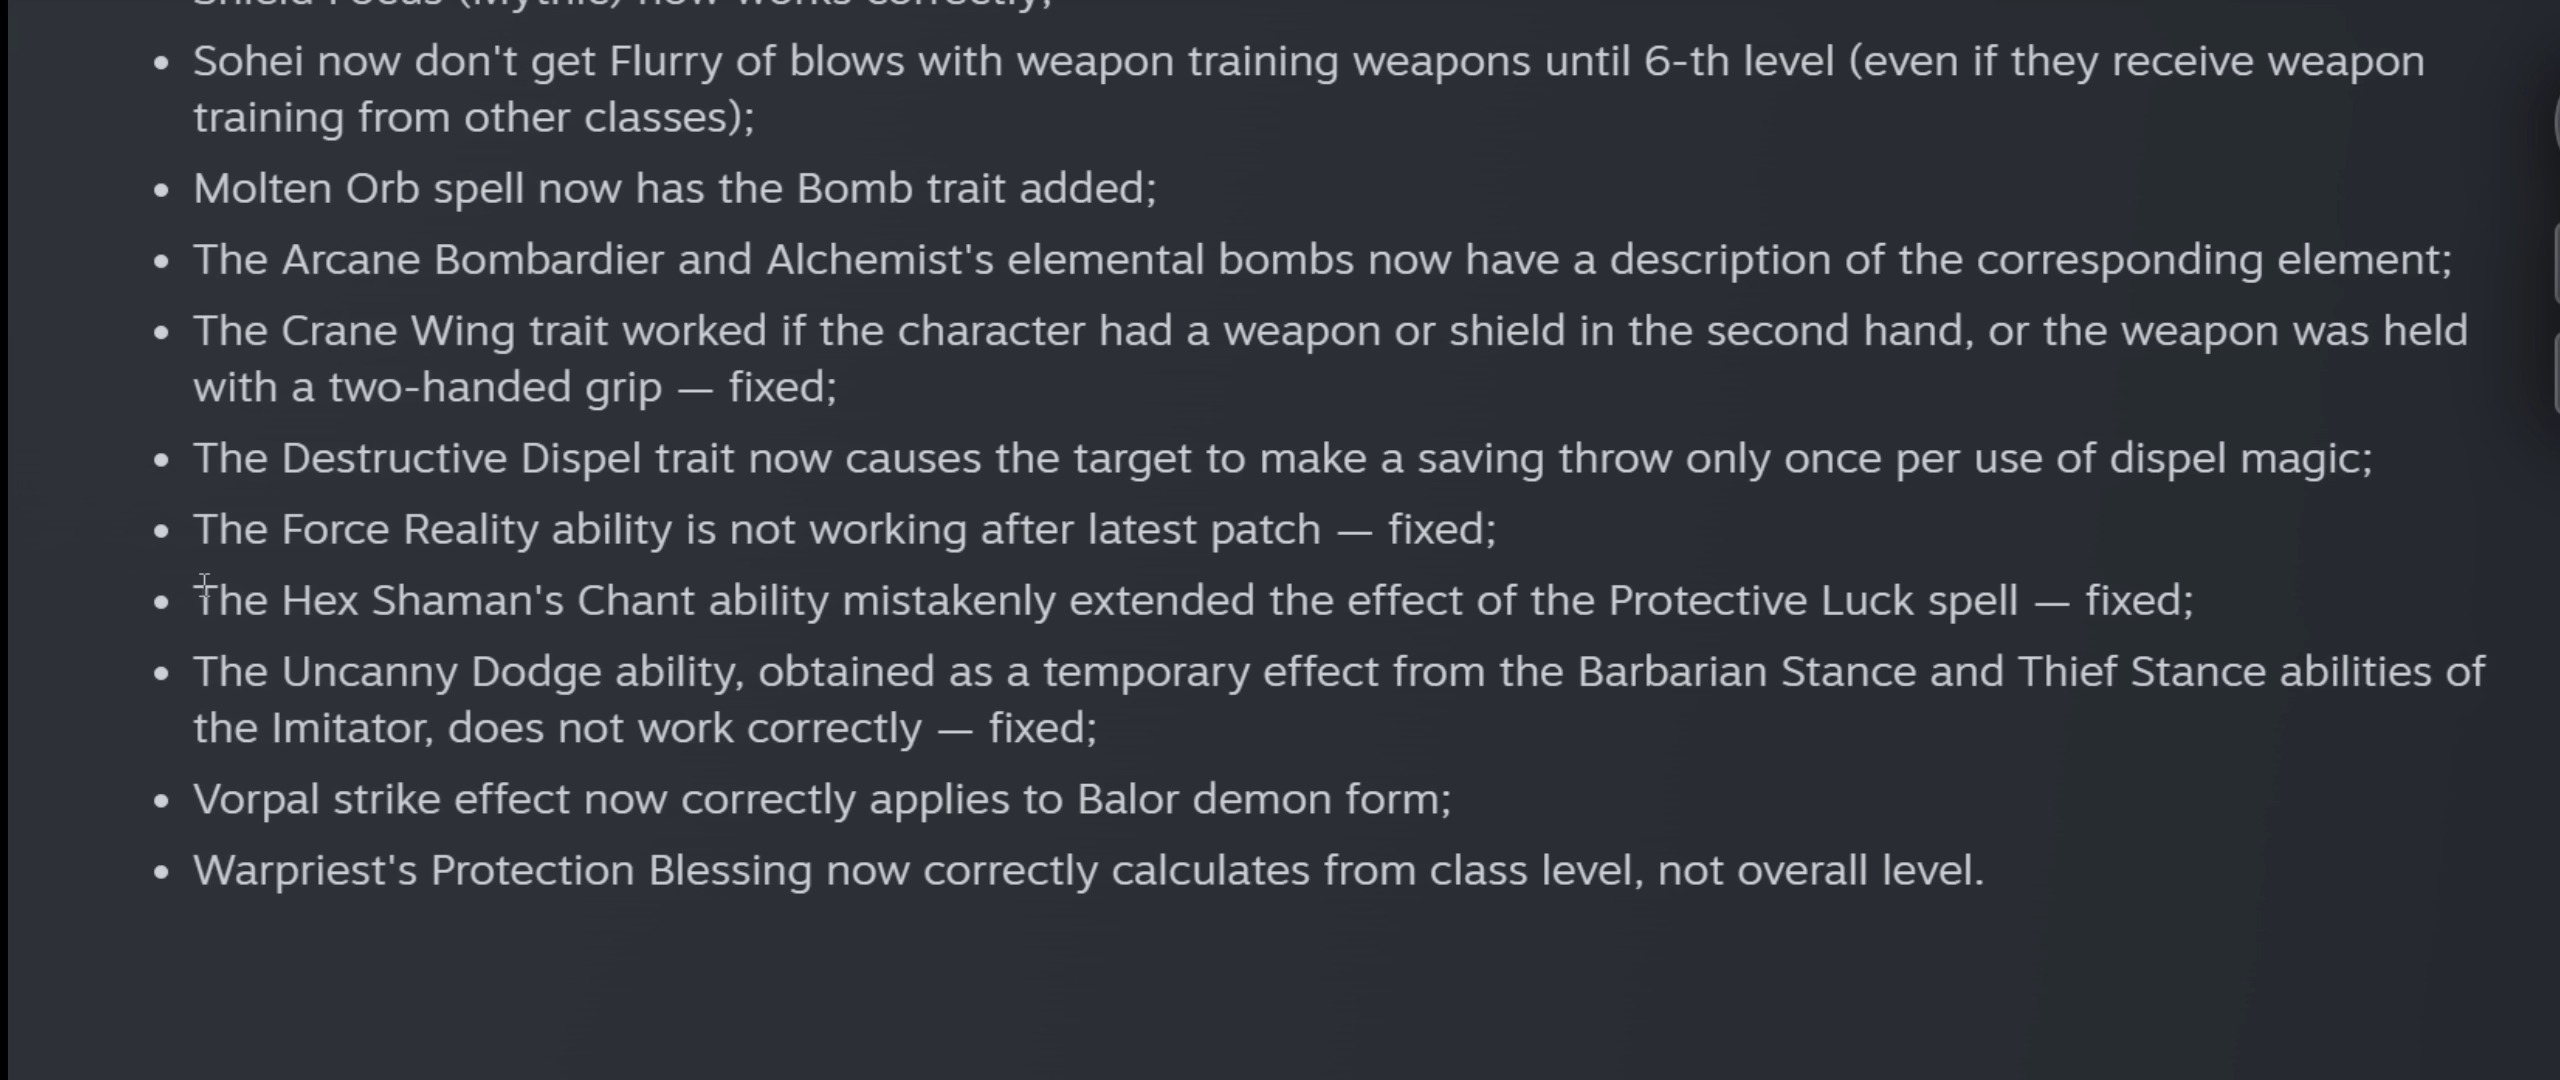 Shield Focus (Mythic) now works correctly;
• Sohei now don't get Flurry of blows with weapon training weapons until 6-th level (even if they receive weapon
training from other classes);
• Molten Orb spell now has the Bomb trait added;
• The Arcane Bombardier and Alchemist's elemental bombs now have a description of the corresponding element;
• The Crane Wing trait worked if the character had a weapon or shield in the second hand, or the weapon was held
with a two-handed grip — fixed;
• The Destructive Dispel trait now causes the target to make a saving throw only once per use of dispel magic;
• The Force Reality ability is not working after latest patch — fixed;
• The Hex Shaman's Chant ability mistakenly extended the effect of the Protective Luck spell — fixed;
• The Uncanny Dodge ability, obtained as a temporary effect from the Barbarian Stance and Thief Stance abilities of
the Imitator, does not work correctly — fixed;
• Vorpal strike effect now correctly applies to Balor demon form;
• Warpriest's Protection Blessing now correctly calculates from class level, not overall level.